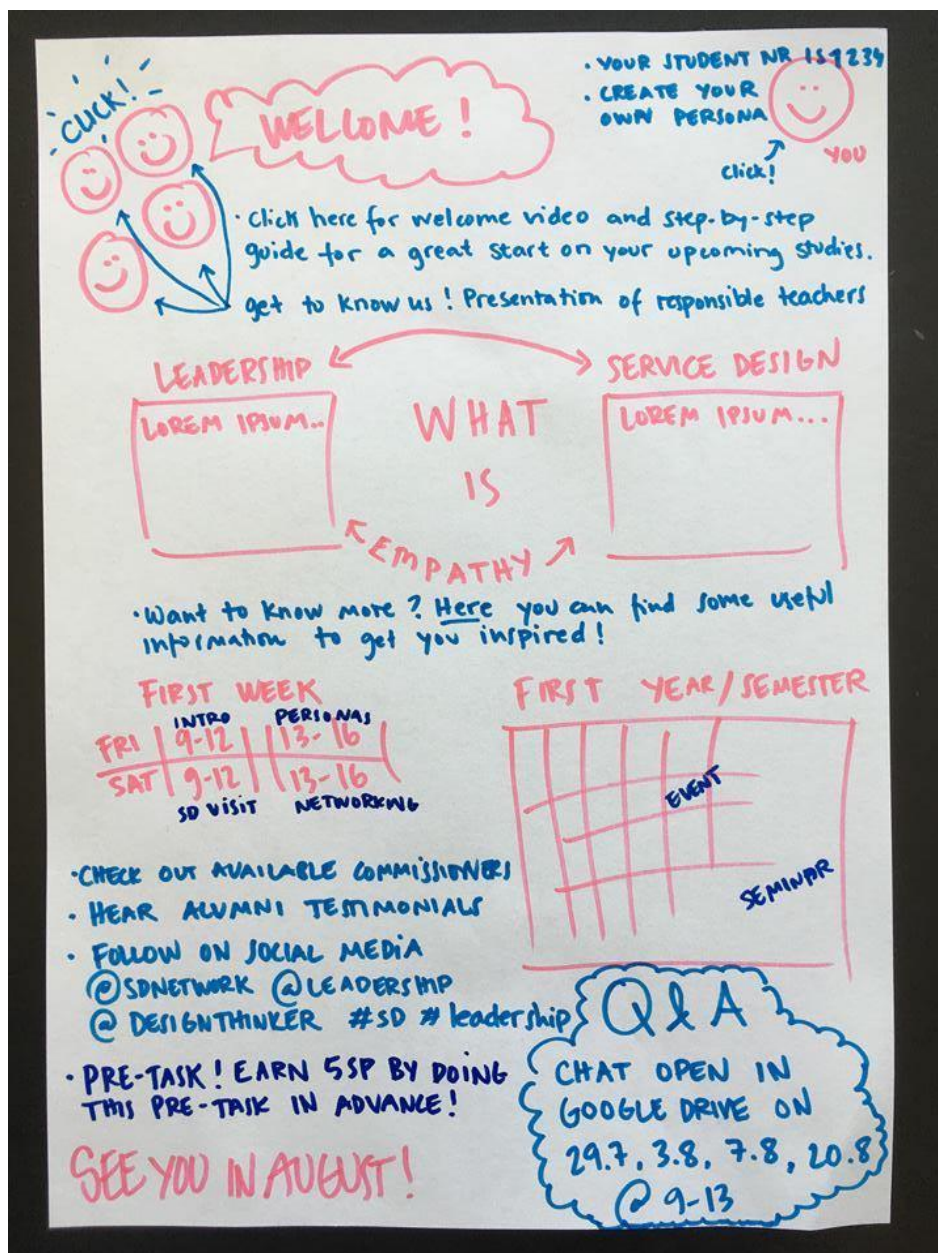 CLICK!
WELCOME!
• YOUR STUDENT NR 151234
• CREATE YOUR
OWN PERSONA
click!
YOU
• Click here for welcome video and step-by-step
guide for a great start on your upcoming studies.
get to know us! Presentation of responsible teachers
LEADERSHIP
SERVICE DESIGN
LOREM IPSUM..
WHAT
IS
LOREM IPSUM...
EMPATHY
• Want to know more? Here you can find some useful
information to get you inspired!
FIRST WEEK
INTRO PERSONAS
FRI 9-12 13-16
SAT 9-12 13-16
SD VISIT NETWORKING
FIRST YEAR/SEMESTER
EVENT
SEMINAR
• CHECK OUT AVAILABLE COMMISSIONERS
• HEAR ALUMNI TESTIMONIALS
• FOLLOW ON SOCIAL MEDIA
@SDNETWORK @LEADERSHIP
@DESIGNTHINKER #SD #leadership
• PRE-TASK! EARN 5SP BY DOING
THIS PRE-TASK IN ADVANCE!
SEE YOU IN AUGUST!
Q&A
CHAT OPEN IN
GOOGLE DRIVE ON
29.7, 3.8, 7.8, 20.8
@ 9-13